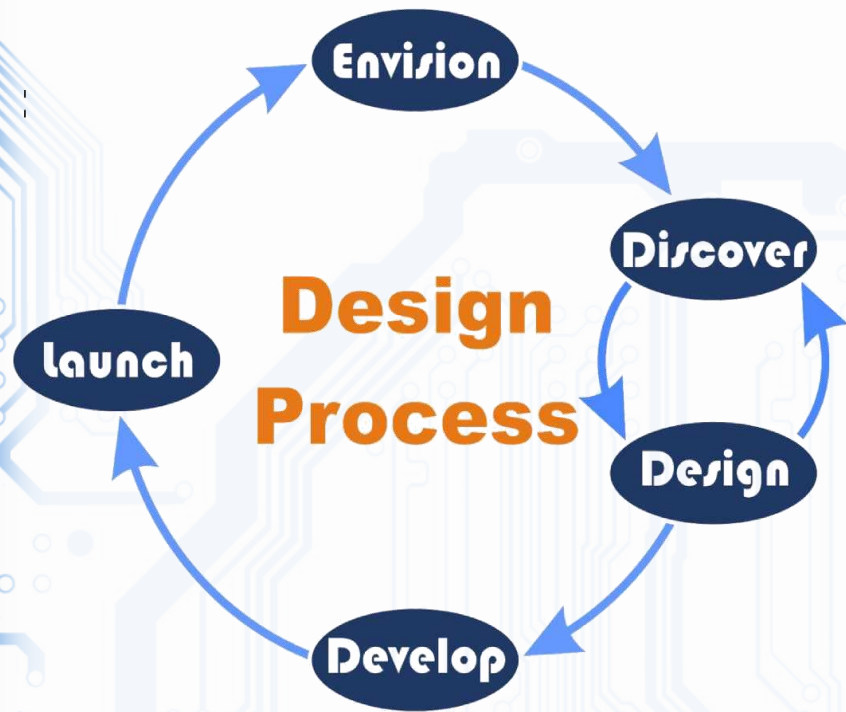 Envision
Discover
Design
Process
Launch
Design
Develop